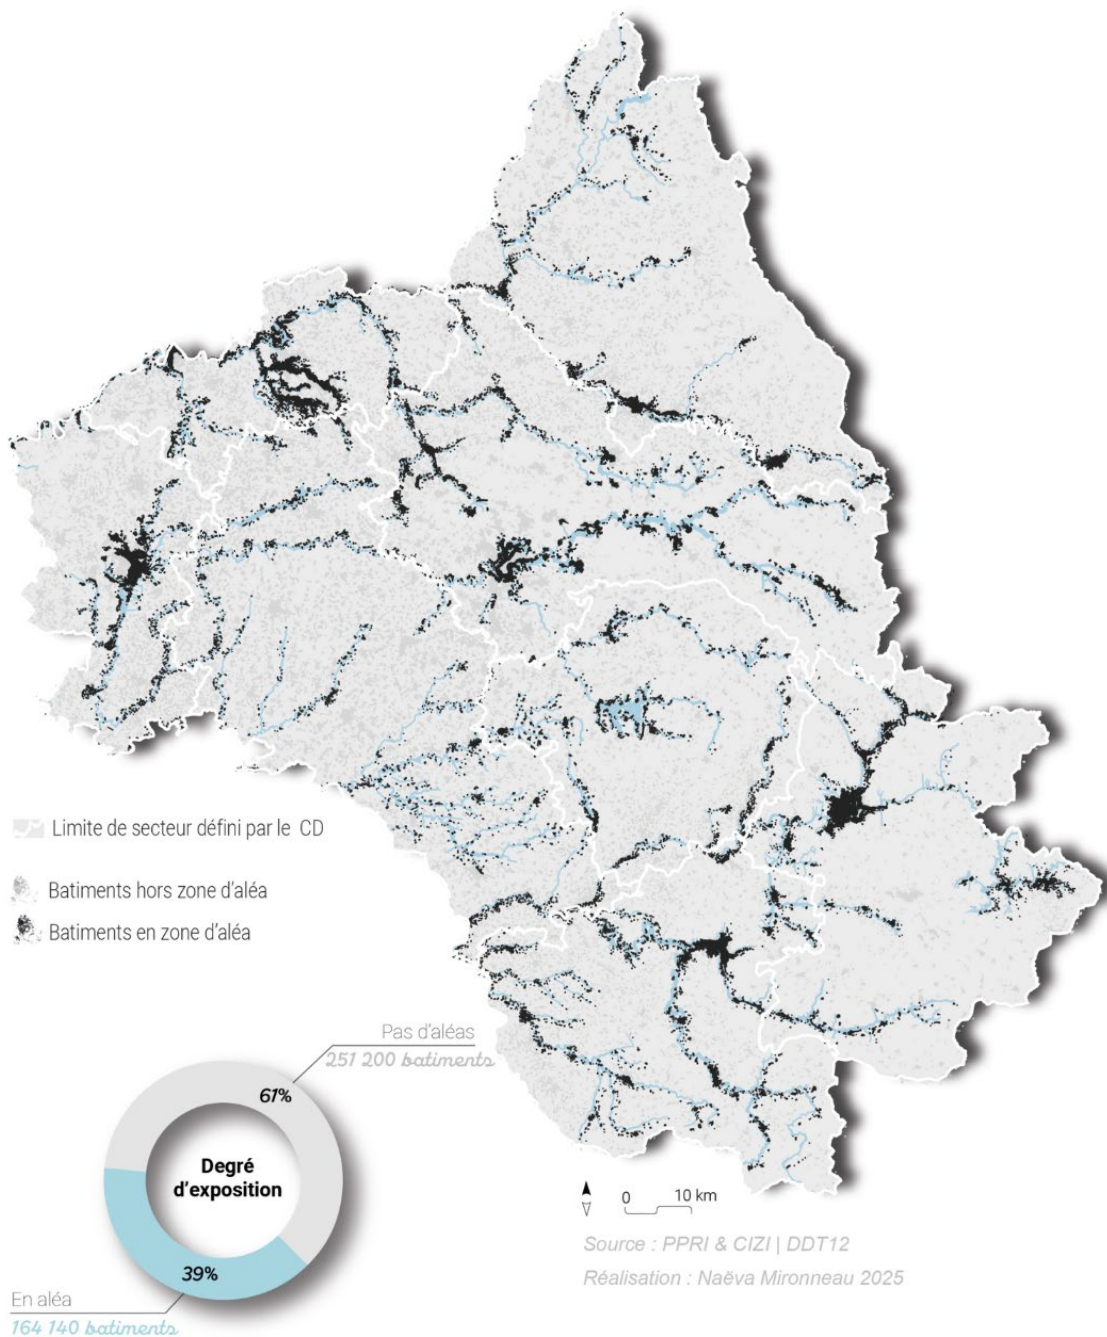 Limite de secteur défini par le CD
Batiments hors zone d'aléa
Batiments en zone d'aléa
Pas d'aléas
251 200 batiments
61%
Degré
d'exposition
39%
En aléa
164 140 batiments
0 10 km
Source : PPRI & CIZI | DDT12
Réalisation : Naëva Mironneau 2025